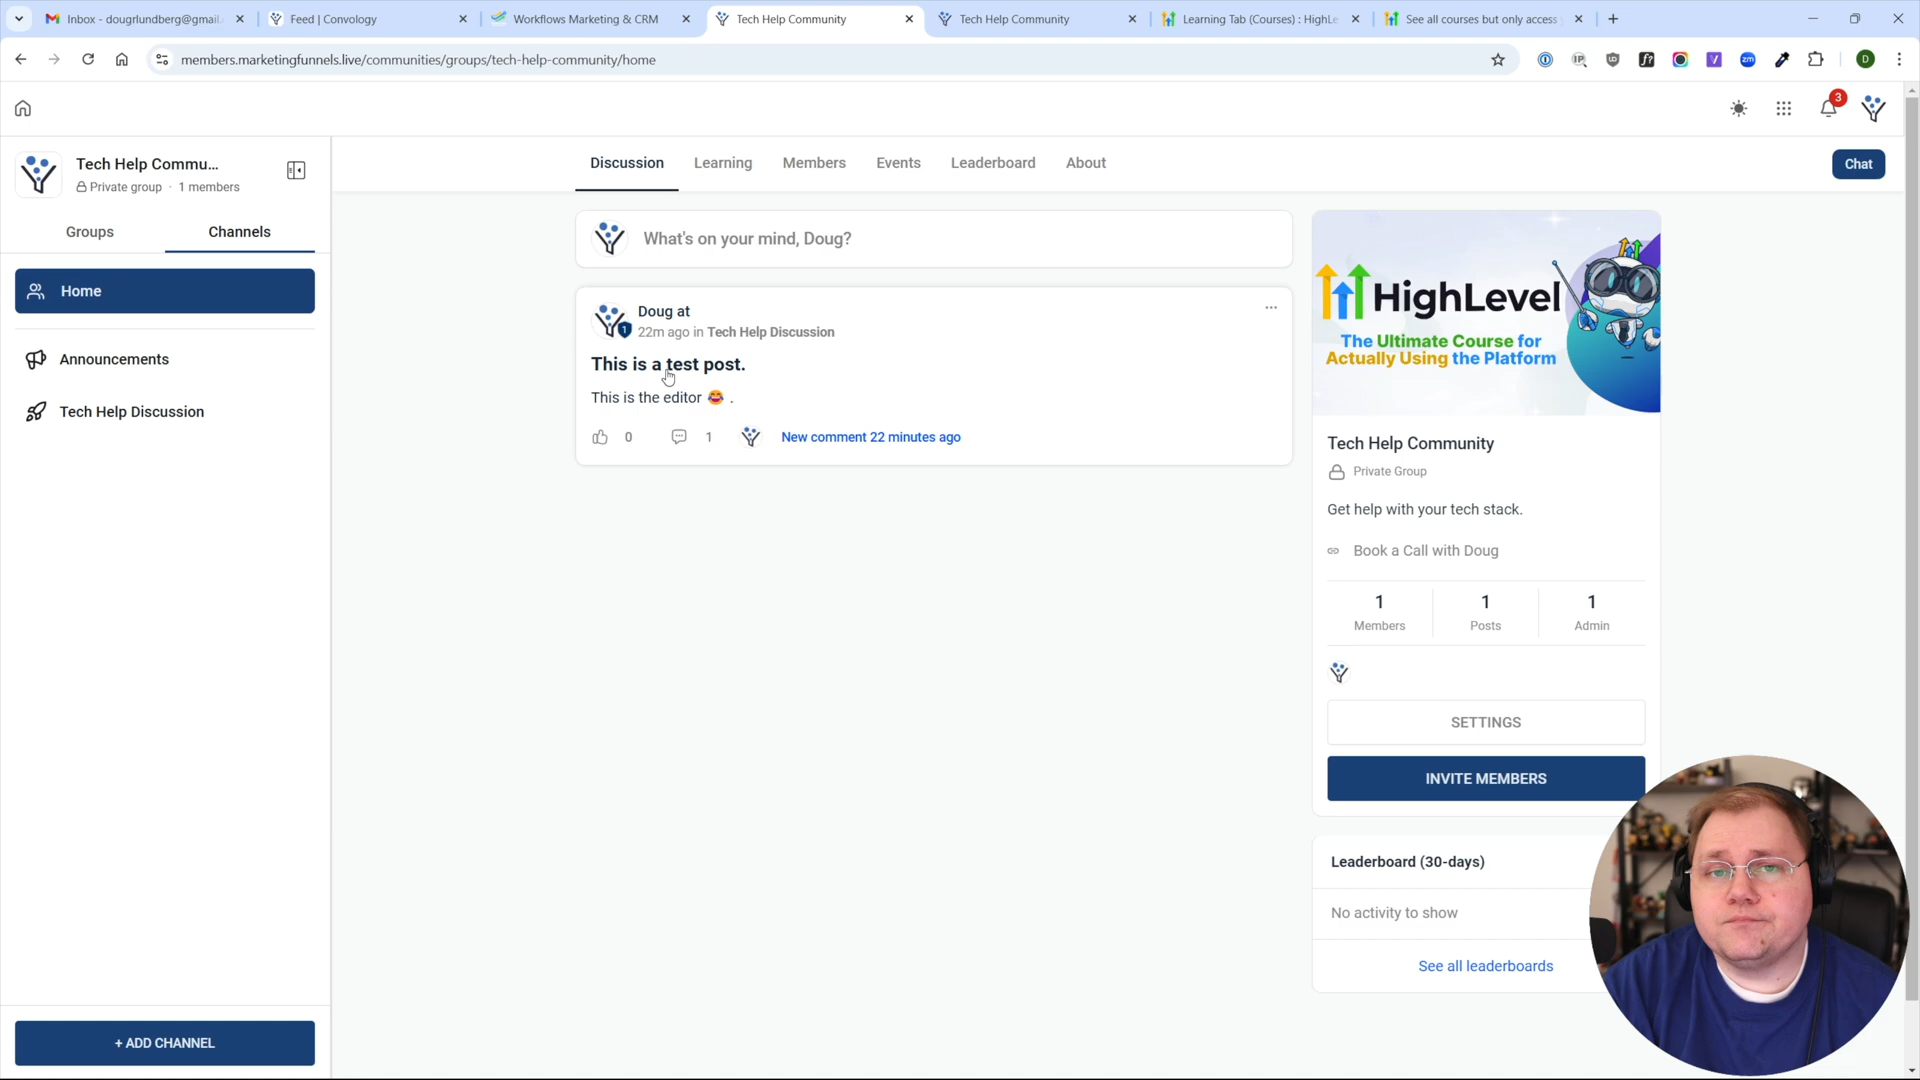 Inbox - dougrlundberg@gmail.
Feed | Convology
Workflows Marketing & CRM
Tech Help Community
Tech Help Community
Learning Tab (Courses) : HighLe
See all courses but only access
members.marketingfunnels.live/communities/groups/tech-help-community/home
D
3
Tech Help Commu...
Private group · 1 members
Groups
Channels
Home
Announcements
Tech Help Discussion
+ ADD CHANNEL
Discussion
Learning
Members
Events
Leaderboard
About
Chat
What's on your mind, Doug?
Doug at
1
22m ago in Tech Help Discussion
This is a test post.
This is the editor 😂 .
0
1
New comment 22 minutes ago
HighLevel
The Ultimate Course for
Actually Using the Platform
Tech Help Community
Private Group
Get help with your tech stack.
Book a Call with Doug
1
Members
1
Posts
1
Admin
SETTINGS
INVITE MEMBERS
Leaderboard (30-days)
No activity to show
See all leaderboards